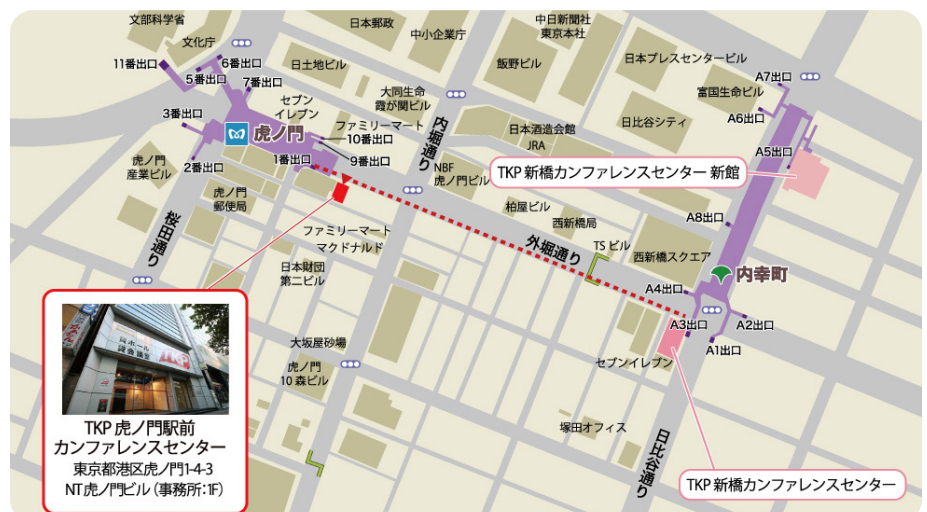 文部科学省
文化庁
日本郵政
中小企業庁
中日新聞社
東京本社
11番出口
5番出口
6番出口
7番出口
日土地ビル
飯野ビル
日本プレスセンタービル
A7出口
富国生命ビル
3番出口
セブン
イレブン
大同生命
霞が関ビル
内堀通り
A6出口
虎ノ門
ファミリーマート
10番出口
9番出口
日本酒造会館
JRA
日比谷シティ
A5出口
2番出口
1番出口
虎ノ門
産業ビル
NBF
虎ノ門ビル
TKP 新橋カンファレンスセンター 新館
虎ノ門
郵便局
柏屋ビル
西新橋局
A8出口
桜田通り
ファミリーマート
マクドナルド
外堀通り
TSビル
西新橋スクエア
日本財団
第二ビル
内幸町
A4出口
A3出口
A2出口
A1出口
大坂屋砂場
虎ノ門
10森ビル
セブンイレブン
貸ホール
貸会議室
TKP
TKP 虎ノ門駅前
カンファレンスセンター
東京都港区虎ノ門1-4-3
NT虎ノ門ビル（事務所：1F）
塚田オフィス
日比谷通り
TKP 新橋カンファレンスセンター